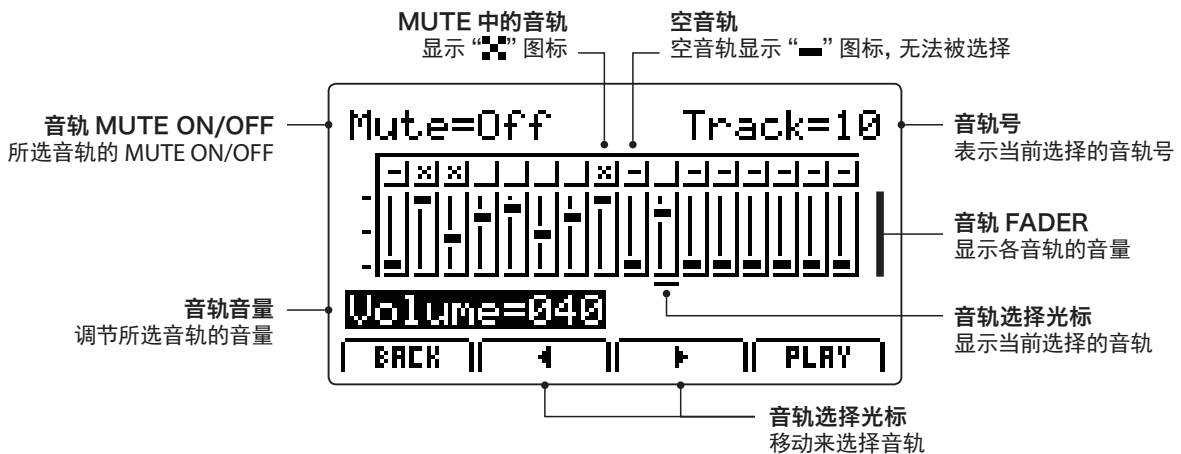 MUTE 中的音轨
显示 “ ” 图标
空音轨
空音轨显示 “ ” 图标, 无法被选择
音轨 MUTE ON/OFF
所选音轨的 MUTE ON/OFF
Mute=Off
Track=10
音轨号
表示当前选择的音轨号
音轨 FADER
显示各音轨的音量
音轨音量
调节所选音轨的音量
Volume=040
音轨选择光标
显示当前选择的音轨
BACK
PLAY
音轨选择光标
移动来选择音轨